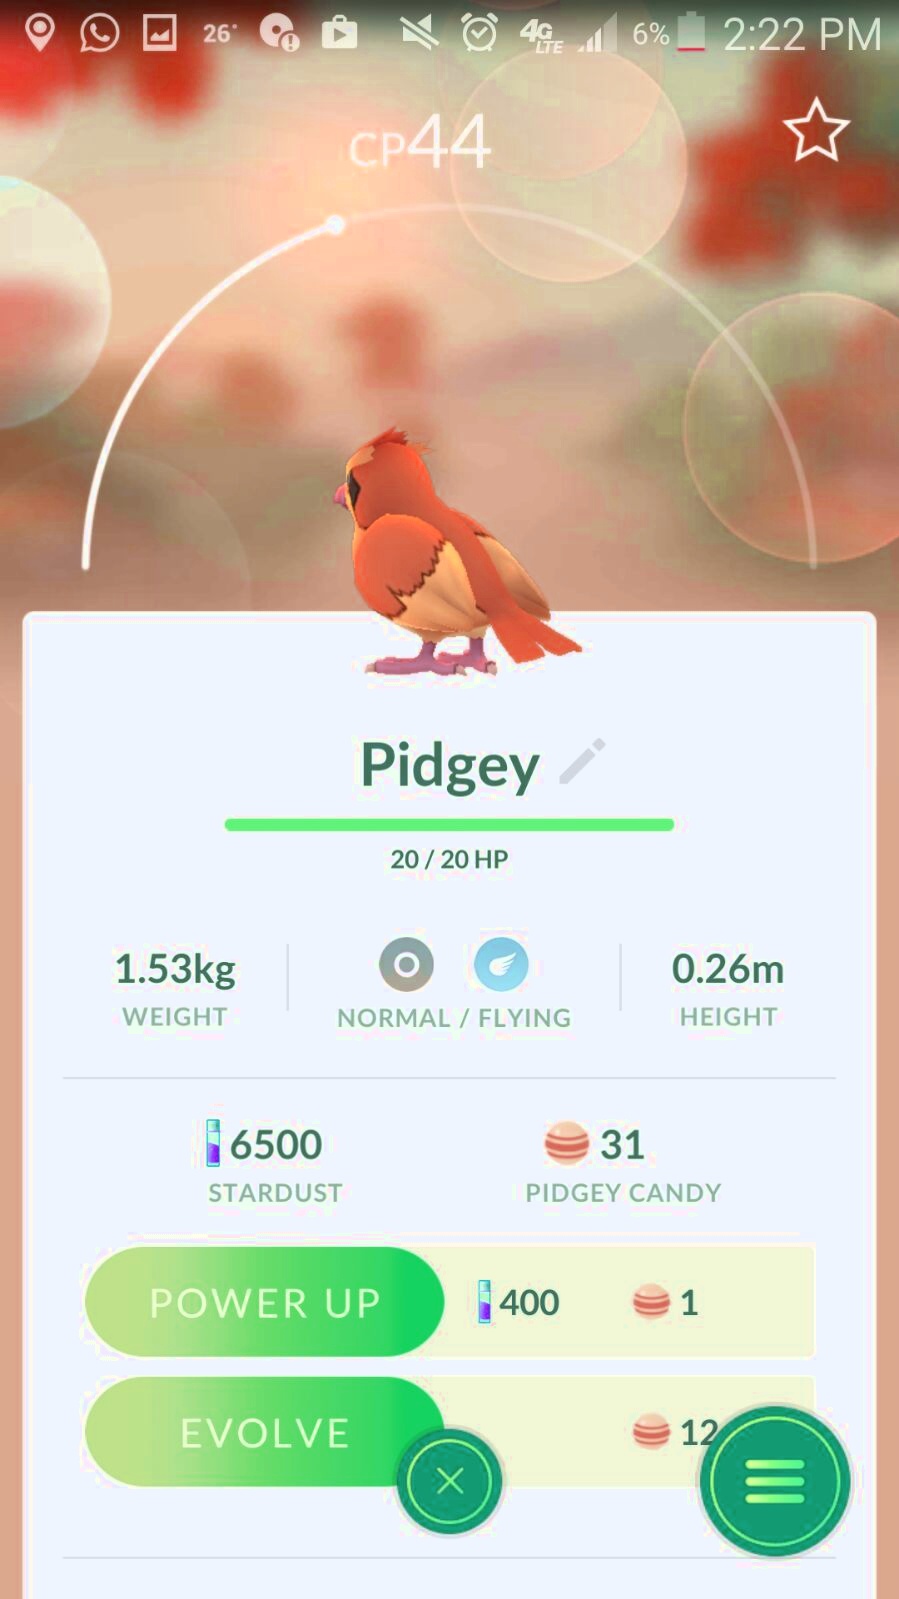 26° 4G LTE 6% 2:22 PM
CP44
Pidgey
20 / 20 HP
1.53kg
WEIGHT
NORMAL / FLYING
0.26m
HEIGHT
6500
STARDUST
31
PIDGEY CANDY
POWER UP 400 1
EVOLVE 12